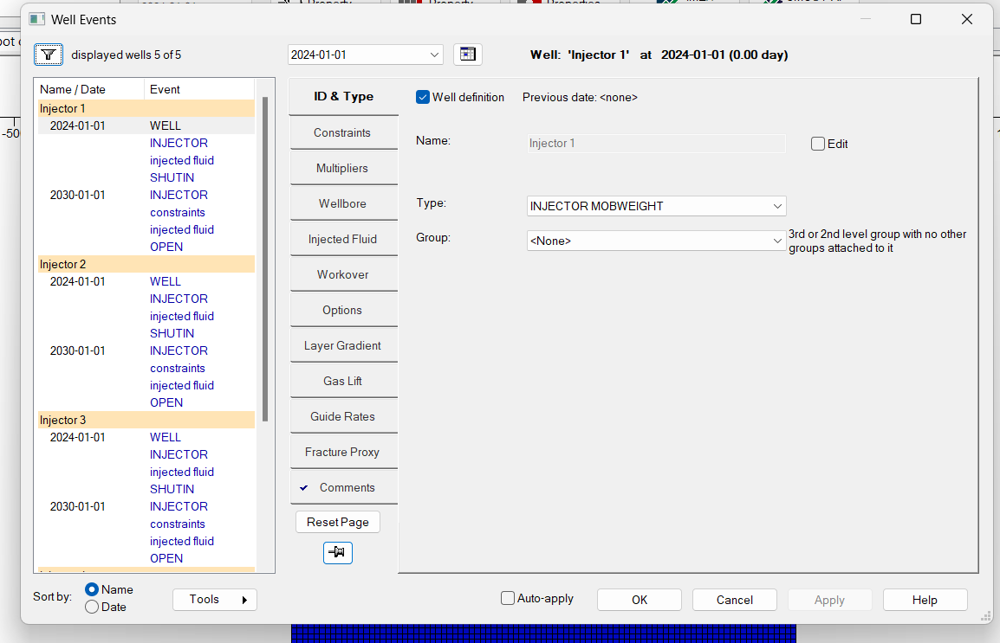 Property
Property
Properties
Well Events
displayed wells 5 of 5
2024-01-01
Well: 'Injector 1' at 2024-01-01 (0.00 day)
Name / Date Event
Injector 1
2024-01-01 WELL
INJECTOR
injected fluid
SHUTIN
2030-01-01 INJECTOR
constraints
injected fluid
OPEN
Injector 2
2024-01-01 WELL
INJECTOR
injected fluid
SHUTIN
2030-01-01 INJECTOR
constraints
injected fluid
OPEN
Injector 3
2024-01-01 WELL
INJECTOR
injected fluid
SHUTIN
2030-01-01 INJECTOR
constraints
injected fluid
OPEN
ID & Type
Constraints
Multipliers
Wellbore
Injected Fluid
Workover
Options
Layer Gradient
Gas Lift
Guide Rates
Fracture Proxy
Comments
Reset Page
Well definition Previous date: <none>
Name: Injector 1 Edit
Type: INJECTOR MOBWEIGHT
Group: <None> 3rd or 2nd level group with no other
groups attached to it
-500
Sort by: Name
Date
Tools
Auto-apply OK Cancel Apply Help